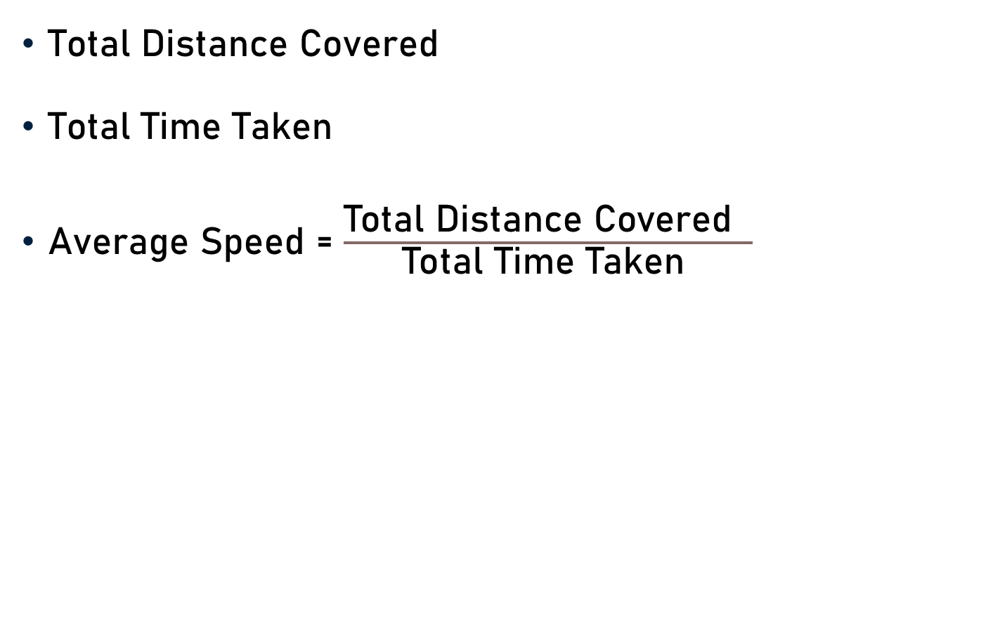 • Total Distance Covered
• Total Time Taken
• Average Speed = Total Distance Covered
Total Time Taken